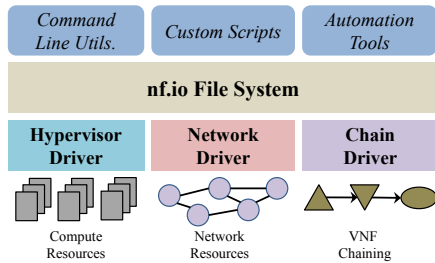 Command
Line Utils.
Custom Scripts
Automation
Tools
nf.io File System
Hypervisor
Driver
Network
Driver
Chain
Driver
Compute
Resources
Network
Resources
VNF
Chaining